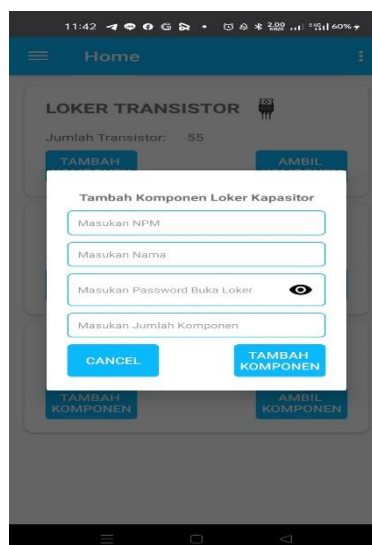 11:42
60%
Home
LOKER TRANSISTOR
Jumlah Transistor: 55
TAMBAH
AMBIL
Tambah Komponen Loker Kapasitor
Masukan NPM
Masukan Nama
Masukan Password Buka Loker
Masukan Jumlah Komponen
CANCEL
TAMBAH
KOMPONEN
TAMBAH
KOMPONEN
AMBIL
KOMPONEN